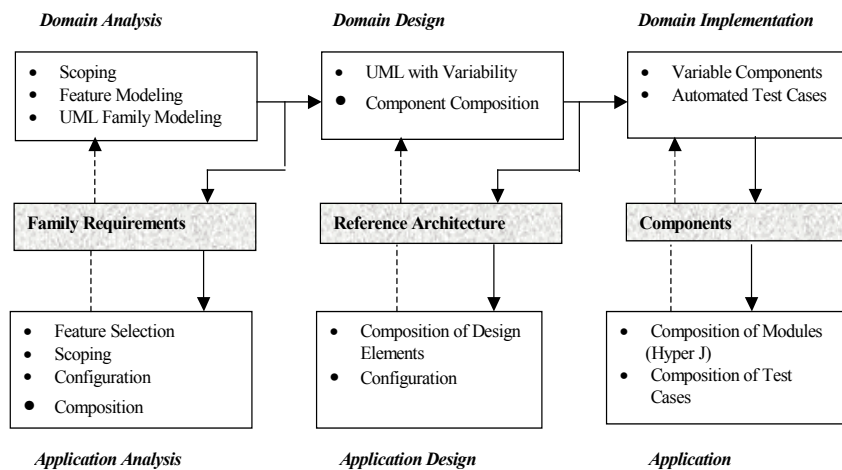 Domain Analysis
Domain Design
Domain Implementation
• Scoping
• Feature Modeling
• UML Family Modeling
• UML with Variability
• Component Composition
• Variable Components
• Automated Test Cases
Family Requirements
Reference Architecture
Components
• Feature Selection
• Scoping
• Configuration
• Composition
• Composition of Design
Elements
• Configuration
• Composition of Modules
(Hyper J)
• Composition of Test
Cases
Application Analysis
Application Design
Application